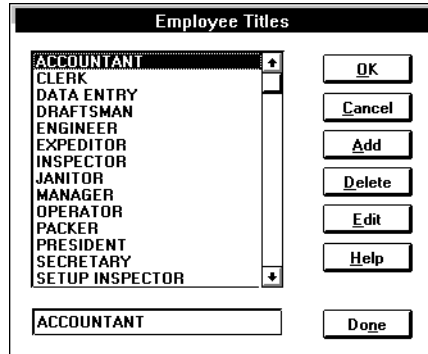 Employee Titles
ACCOUNTANT
CLERK
DATA ENTRY
DRAFTSMAN
ENGINEER
EXPEDITOR
INSPECTOR
JANITOR
MANAGER
OPERATOR
PACKER
PRESIDENT
SECRETARY
SETUP INSPECTOR
ACCOUNTANT
OK
Cancel
Add
Delete
Edit
Help
Done